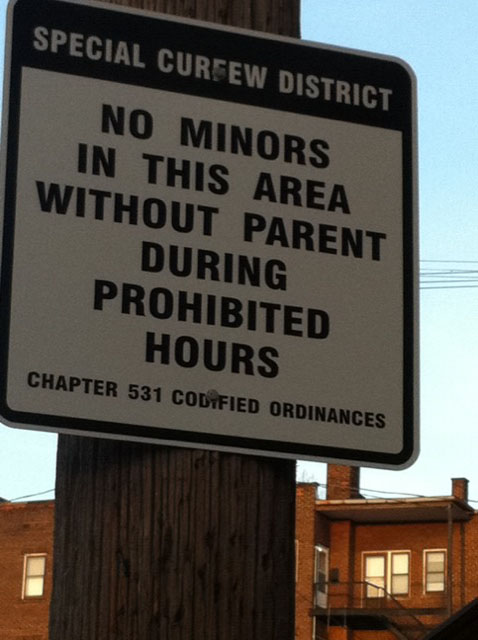 SPECIAL CURFEW DISTRICT
NO MINORS
IN THIS AREA
WITHOUT PARENT
DURING
PROHIBITED
HOURS
CHAPTER 531 CODIFIED ORDINANCES